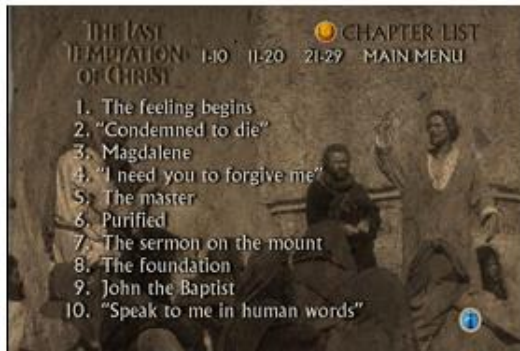 THE LAST
TEMPTATION
OF CHRIST
CHAPTER LIST
1-10 11-20 21-29 MAIN MENU
1. The feeling begins
2. "Condemned to die"
3. Magdalene
4. "I need you to forgive me"
5. The master
6. Purified
7. The sermon on the mount
8. The foundation
9. John the Baptist
10. "Speak to me in human words"